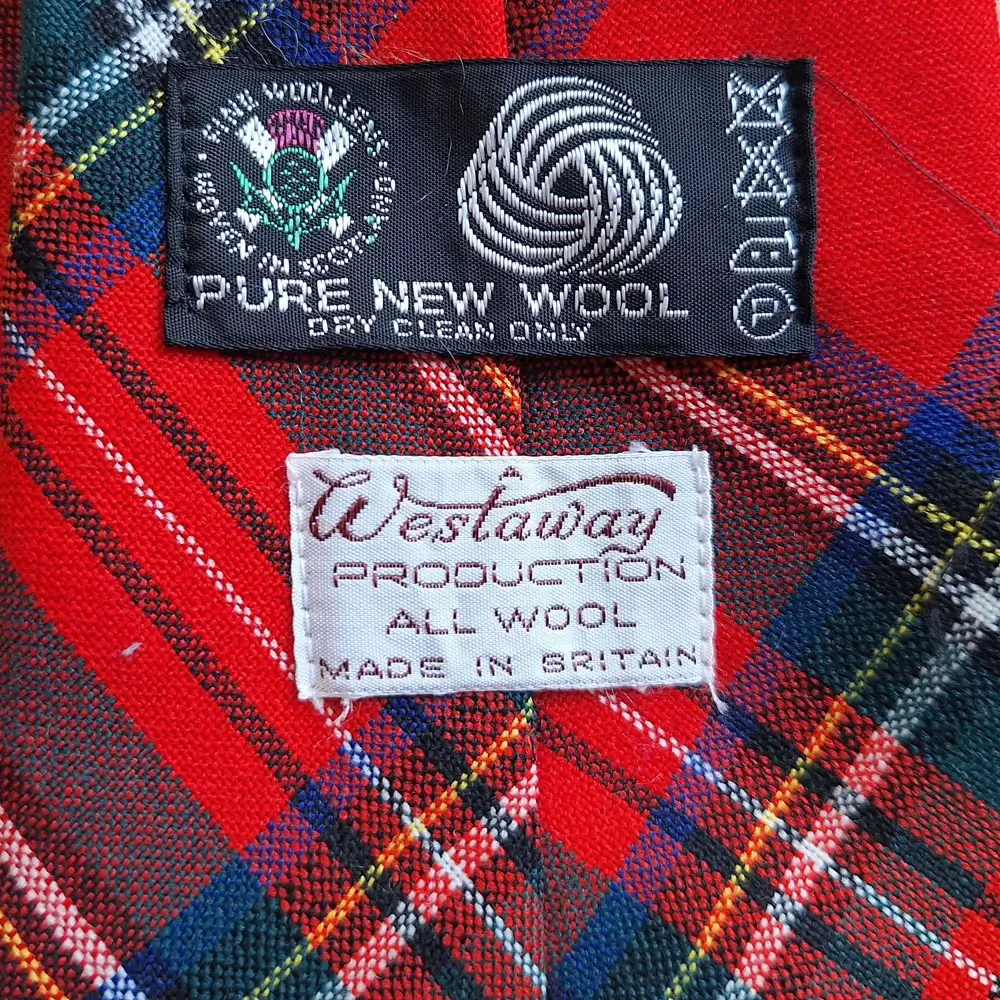 FINE WOOLLENS
WOVEN IN SCOTLAND
PURE NEW WOOL
DRY CLEAN ONLY
P
Westaway
PRODUCTION
ALL WOOL
MADE IN BRITAIN